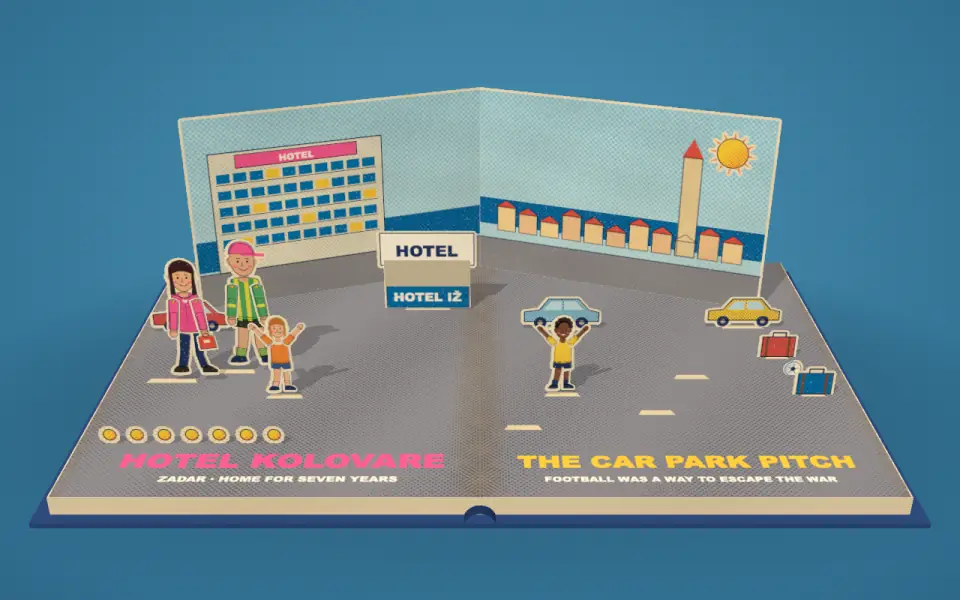 HOTEL
HOTEL
HOTEL IŽ
HOTEL KOLOVARE
ZADAR · HOME FOR SEVEN YEARS
THE CAR PARK PITCH
FOOTBALL WAS A WAY TO ESCAPE THE WAR